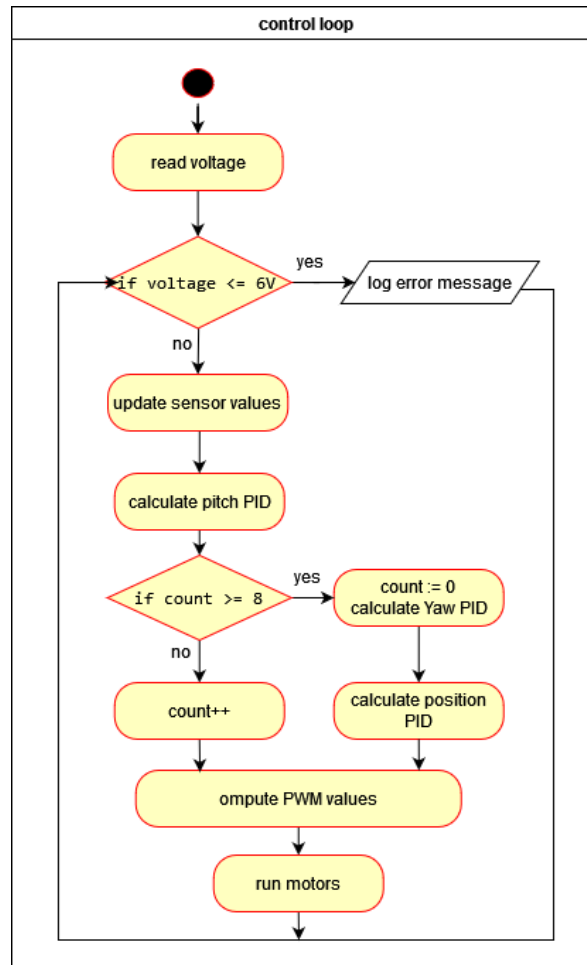 control loop
read voltage
if voltage <= 6V
yes
log error message
no
update sensor values
calculate pitch PID
if count >= 8
yes
count := 0
calculate Yaw PID
no
count++
calculate position
PID
ompute PWM values
run motors